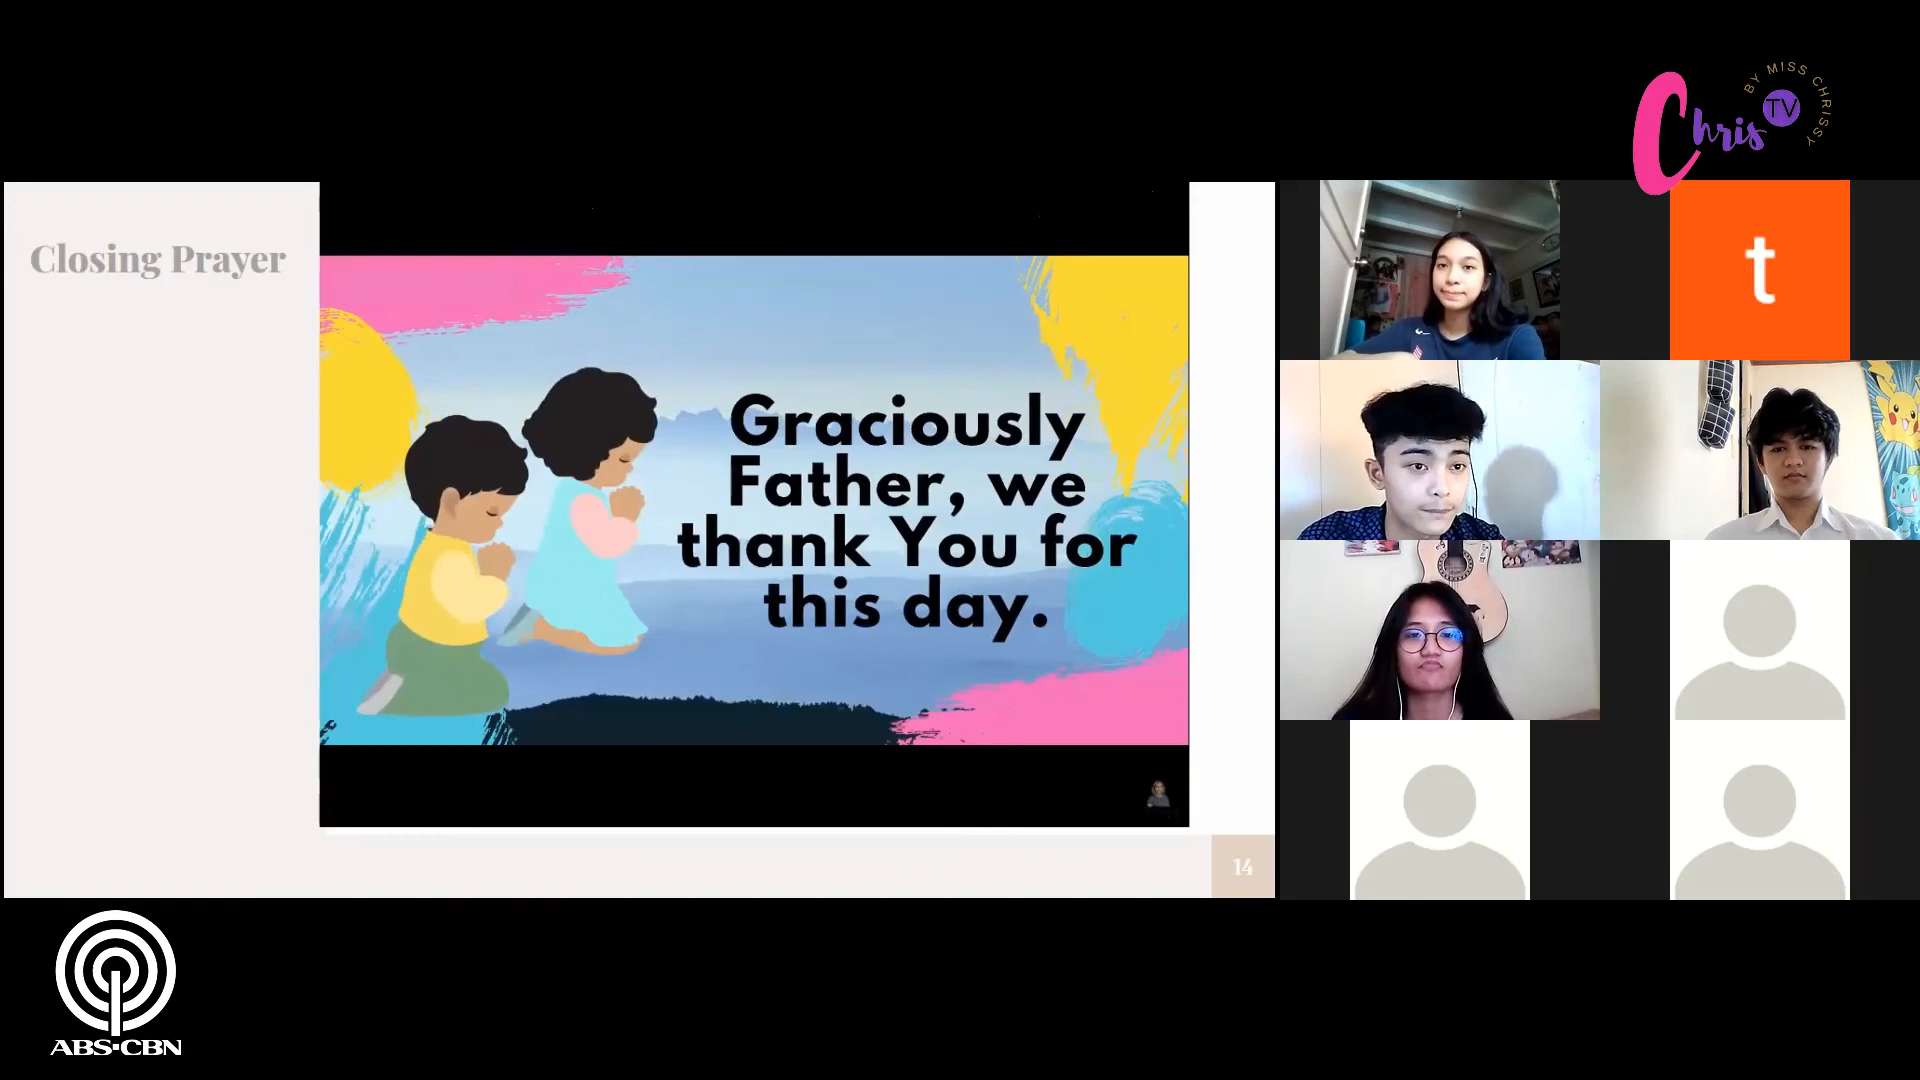 BY MISS CHRISSY
Chris TV
Closing Prayer
t
Graciously
Father, we
thank You for
this day.
14
ABS-CBN